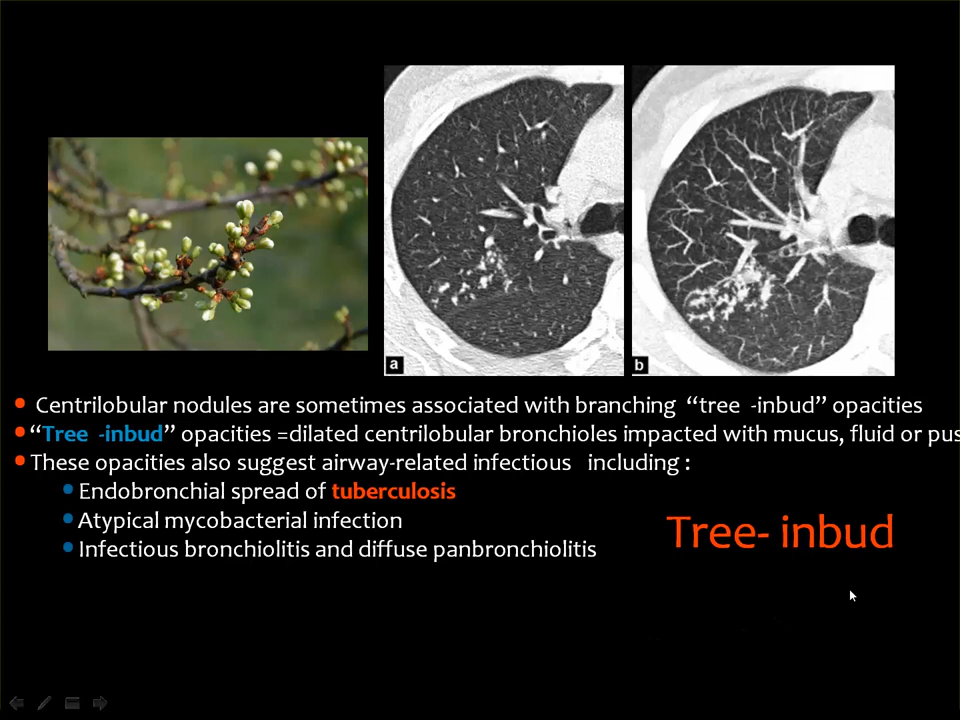 a
b
Centrilobular nodules are sometimes associated with branching “tree -inbud” opacities
“Tree -inbud” opacities =dilated centrilobular bronchioles impacted with mucus, fluid or pus
These opacities also suggest airway-related infectious including :
Endobronchial spread of tuberculosis
Atypical mycobacterial infection
Infectious bronchiolitis and diffuse panbronchiolitis
Tree- inbud